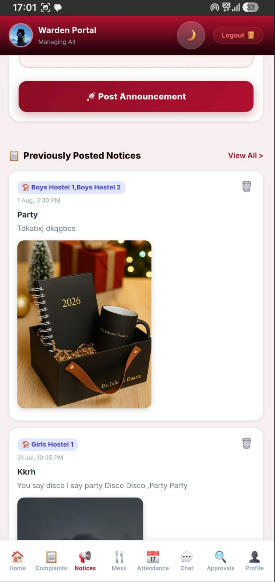 17:01
33
Warden Portal
Managing All
Logout
Post Announcement
Previously Posted Notices
View All >
Boys Hostel 1,Boys Hostel 2
1 Aug, 3:30 PM
Party
Tdkabxj dkqgbcs
2026
Girls Hostel 1
31 Jul, 10:35 PM
Kkrh
You say disco I say party Disco Disco ,Party Party
Home
Complaints
Notices
Mess
Attendance
Chat
Approvals
Profile